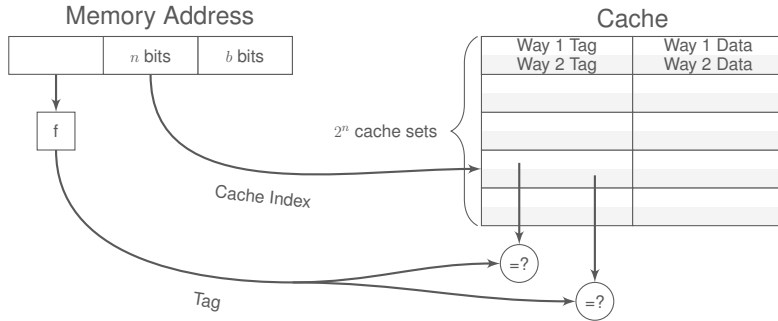 Memory Address
Cache
n bits
b bits
Way 1 Tag
Way 1 Data
Way 2 Tag
Way 2 Data
f
2ⁿ cache sets
Cache Index
=?
Tag
=?